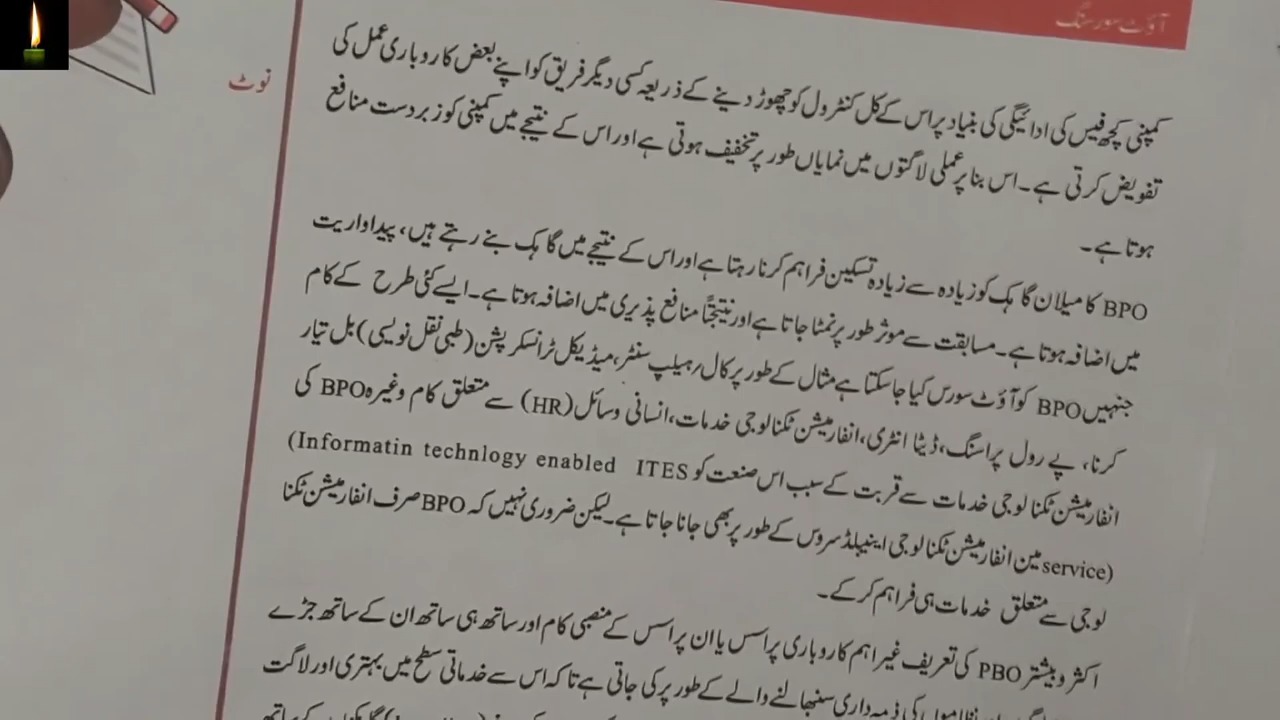 آؤٹ سورسنگ
نوٹ
کمپنی کچھ فیس کی ادائیگی کی بنیاد پر اس کے کل کنٹرول کو چھوڑ دینے کے ذریعہ کسی دیگر فریق کو اپنے بعض کاروباری عمل کی
تفویض کرتی ہے۔ اس بنا پر عملی لاگتوں میں نمایاں طور پر تخفیف ہوتی ہے اور اس کے نتیجے میں کمپنی کو زبردست منافع
ہوتا ہے۔
BPO کا میلان گاہک کو زیادہ سے زیادہ تسکین فراہم کرنا رہتا ہے اور اس کے نتیجے میں گاہک بنے رہتے ہیں، پیداواریت
میں اضافہ ہوتا ہے۔ مسابقت سے موثر طور پر نمٹا جاتا ہے اور نتیجتاً منافع پذیری میں اضافہ ہوتا ہے۔ ایسے کئی طرح کے کام
جنہیں BPO کو آؤٹ سورس کیا جاسکتا ہے مثال کے طور پر کال رہیلپ سنٹر، میڈیکل ٹرانسکرپشن (طبی نقل نویسی) بل تیار
کرنا، پے رول پراسنگ، ڈیٹا انٹری، انفارمیشن ٹکنالوجی خدمات، انسانی وسائل (HR) سے متعلق کام وغیرہ BPO کی
انفارمیشن ٹکنالوجی خدمات سے قربت کے سبب اس صنعت کو ITES (Informatin technlogy enabled
service) مین انفارمیشن ٹکنالوجی اینیبلڈ سروس کے طور پر بھی جانا جاتا ہے۔ لیکن ضروری نہیں کہ BPO صرف انفارمیشن ٹکنا
لوجی سے متعلق خدمات ہی فراہم کرکے۔
اکثر و بیشتر PBO کی تعریف غیر اہم کاروباری پراسس یا ان پراسس کے منصبی کام اور ساتھ ہی ساتھ ان کے ساتھ جڑے
کی ذمہ داری سنبھالنے والے کے طور پر کی جاتی ہے تاکہ اس سے خدماتی سطح میں بہتری اور لاگت